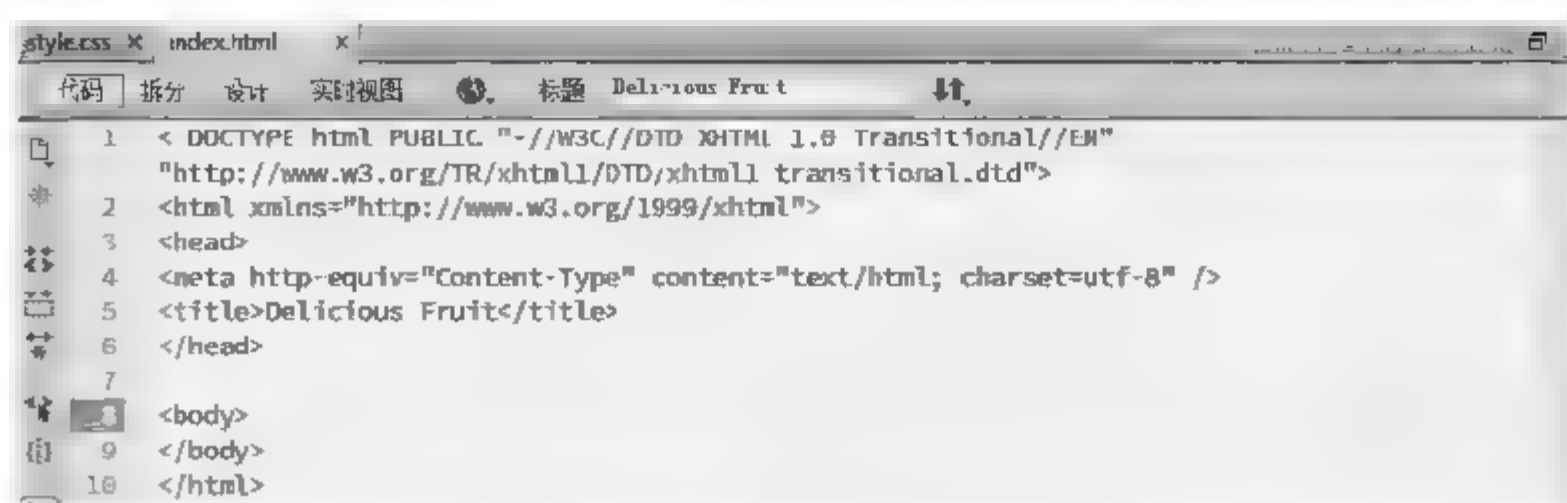 style.css × index.html ×
代码 拆分 设计 实时视图 标题 Delicious Fruit
1 <!DOCTYPE html PUBLIC "-//W3C//DTD XHTML 1.0 Transitional//EN"
"http://www.w3.org/TR/xhtml1/DTD/xhtml1-transitional.dtd">
2 <html xmlns="http://www.w3.org/1999/xhtml">
3 <head>
4 <meta http-equiv="Content-Type" content="text/html; charset=utf-8" />
5 <title>Delicious Fruit</title>
6 </head>
7
8 <body>
9 </body>
10 </html>